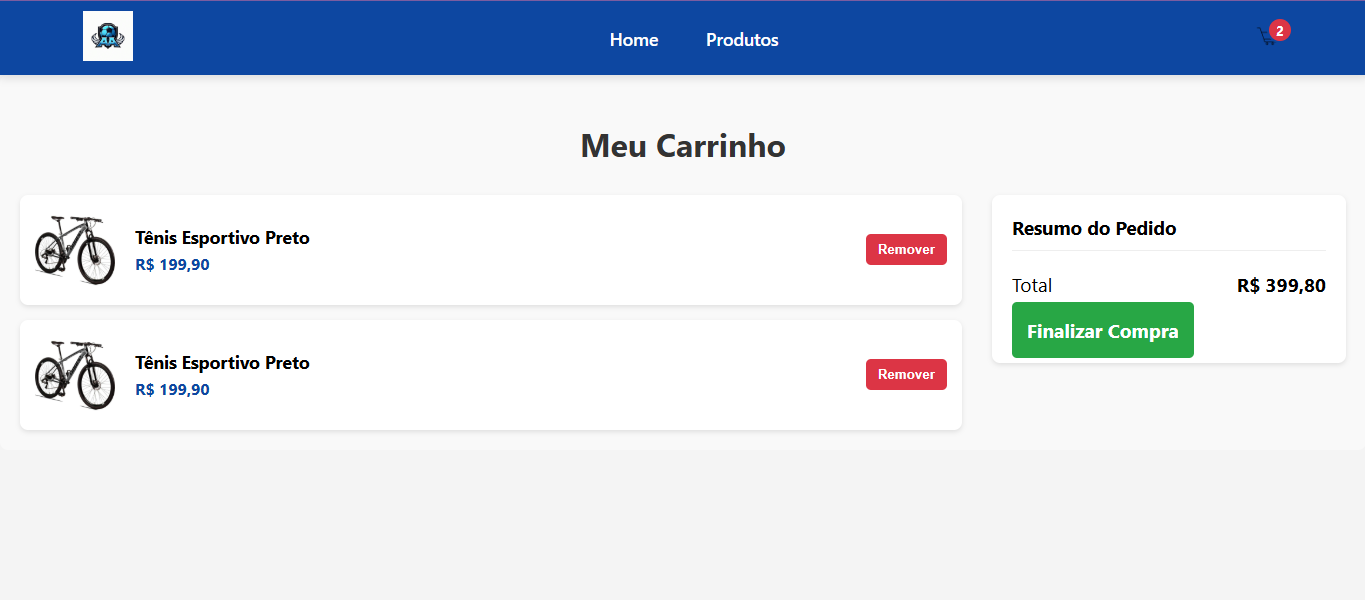 Home
Produtos
2
Meu Carrinho
Tênis Esportivo Preto
R$ 199,90
Remover
Tênis Esportivo Preto
R$ 199,90
Remover
Resumo do Pedido
Total
R$ 399,80
Finalizar Compra